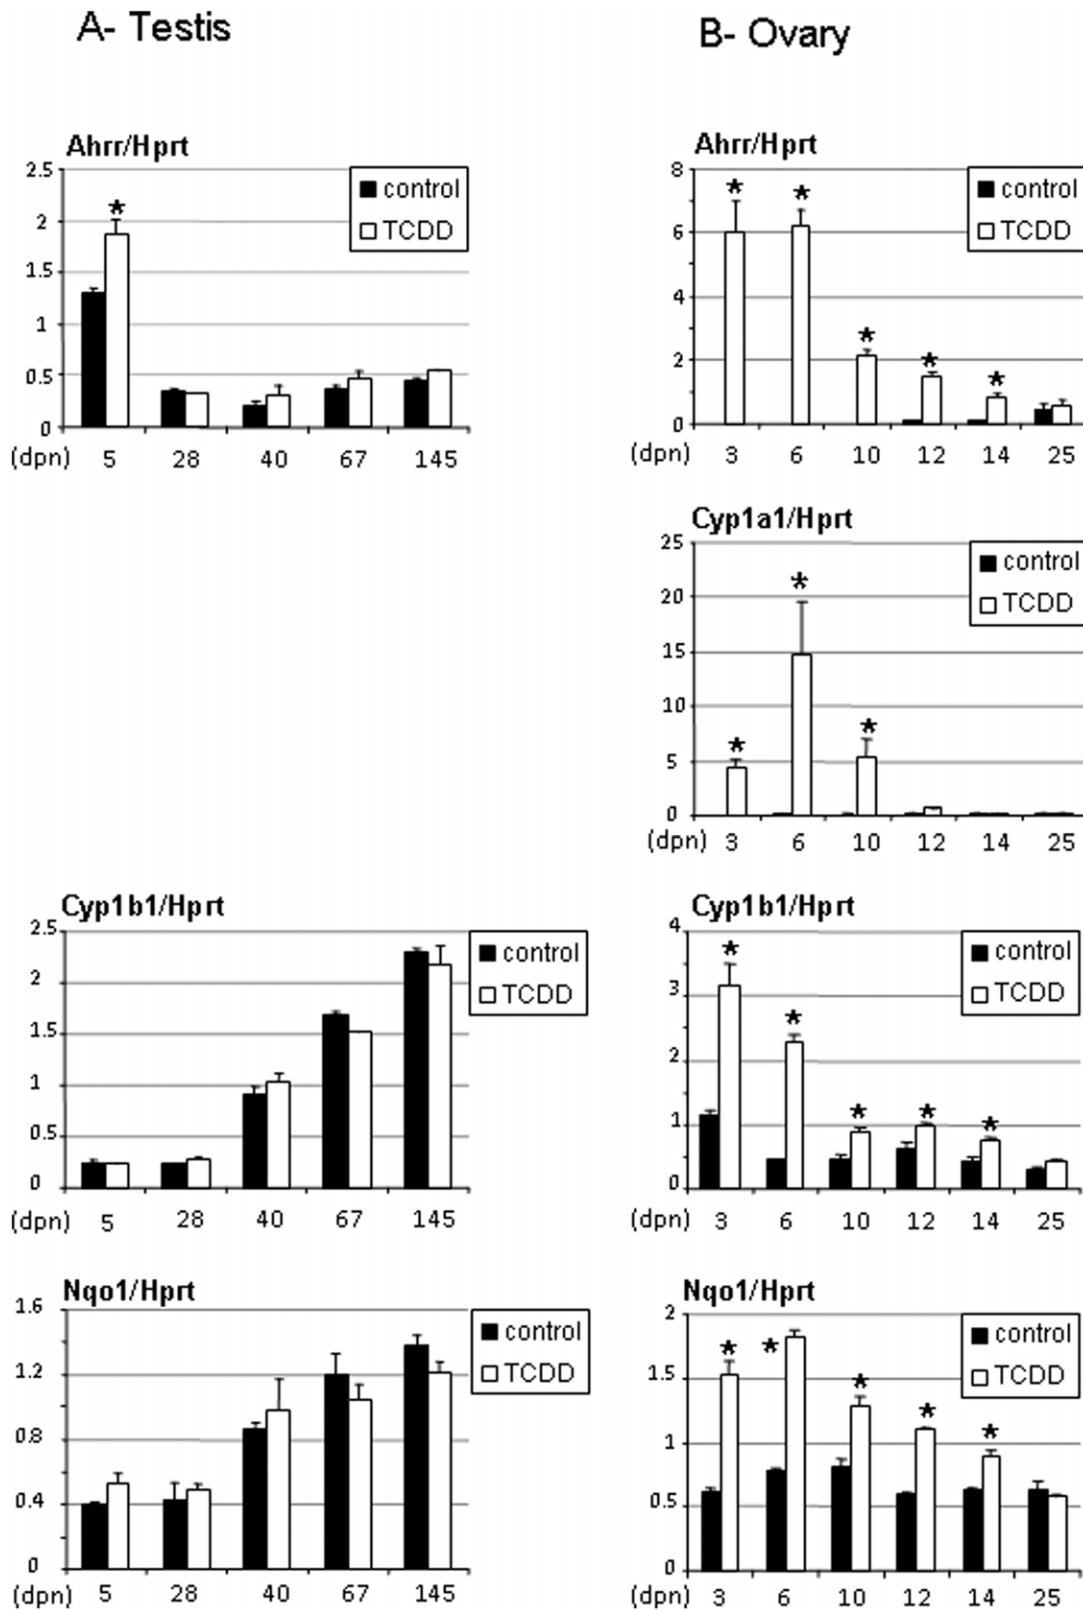 A- Testis
B- Ovary
Ahrr/Hprt
2.5
2
1.5
1
0.5
0
control
TCDD
★
(dpn) 5 28 40 67 145
Ahrr/Hprt
8
6
4
2
0
control
TCDD
★ ★ ★ ★ ★
(dpn) 3 6 10 12 14 25
Cyp1a1/Hprt
25
20
15
10
5
0
control
TCDD
★ ★ ★
(dpn) 3 6 10 12 14 25
Cyp1b1/Hprt
2.5
2
1.5
1
0.5
0
control
TCDD
(dpn) 5 28 40 67 145
Cyp1b1/Hprt
4
3
2
1
0
control
TCDD
★ ★ ★ ★ ★
(dpn) 3 6 10 12 14 25
Nqo1/Hprt
1.6
1.2
0.8
0.4
0
control
TCDD
(dpn) 5 28 40 67 145
Nqo1/Hprt
2
1.5
1
0.5
0
control
TCDD
★ ★ ★ ★ ★
(dpn) 3 6 10 12 14 25